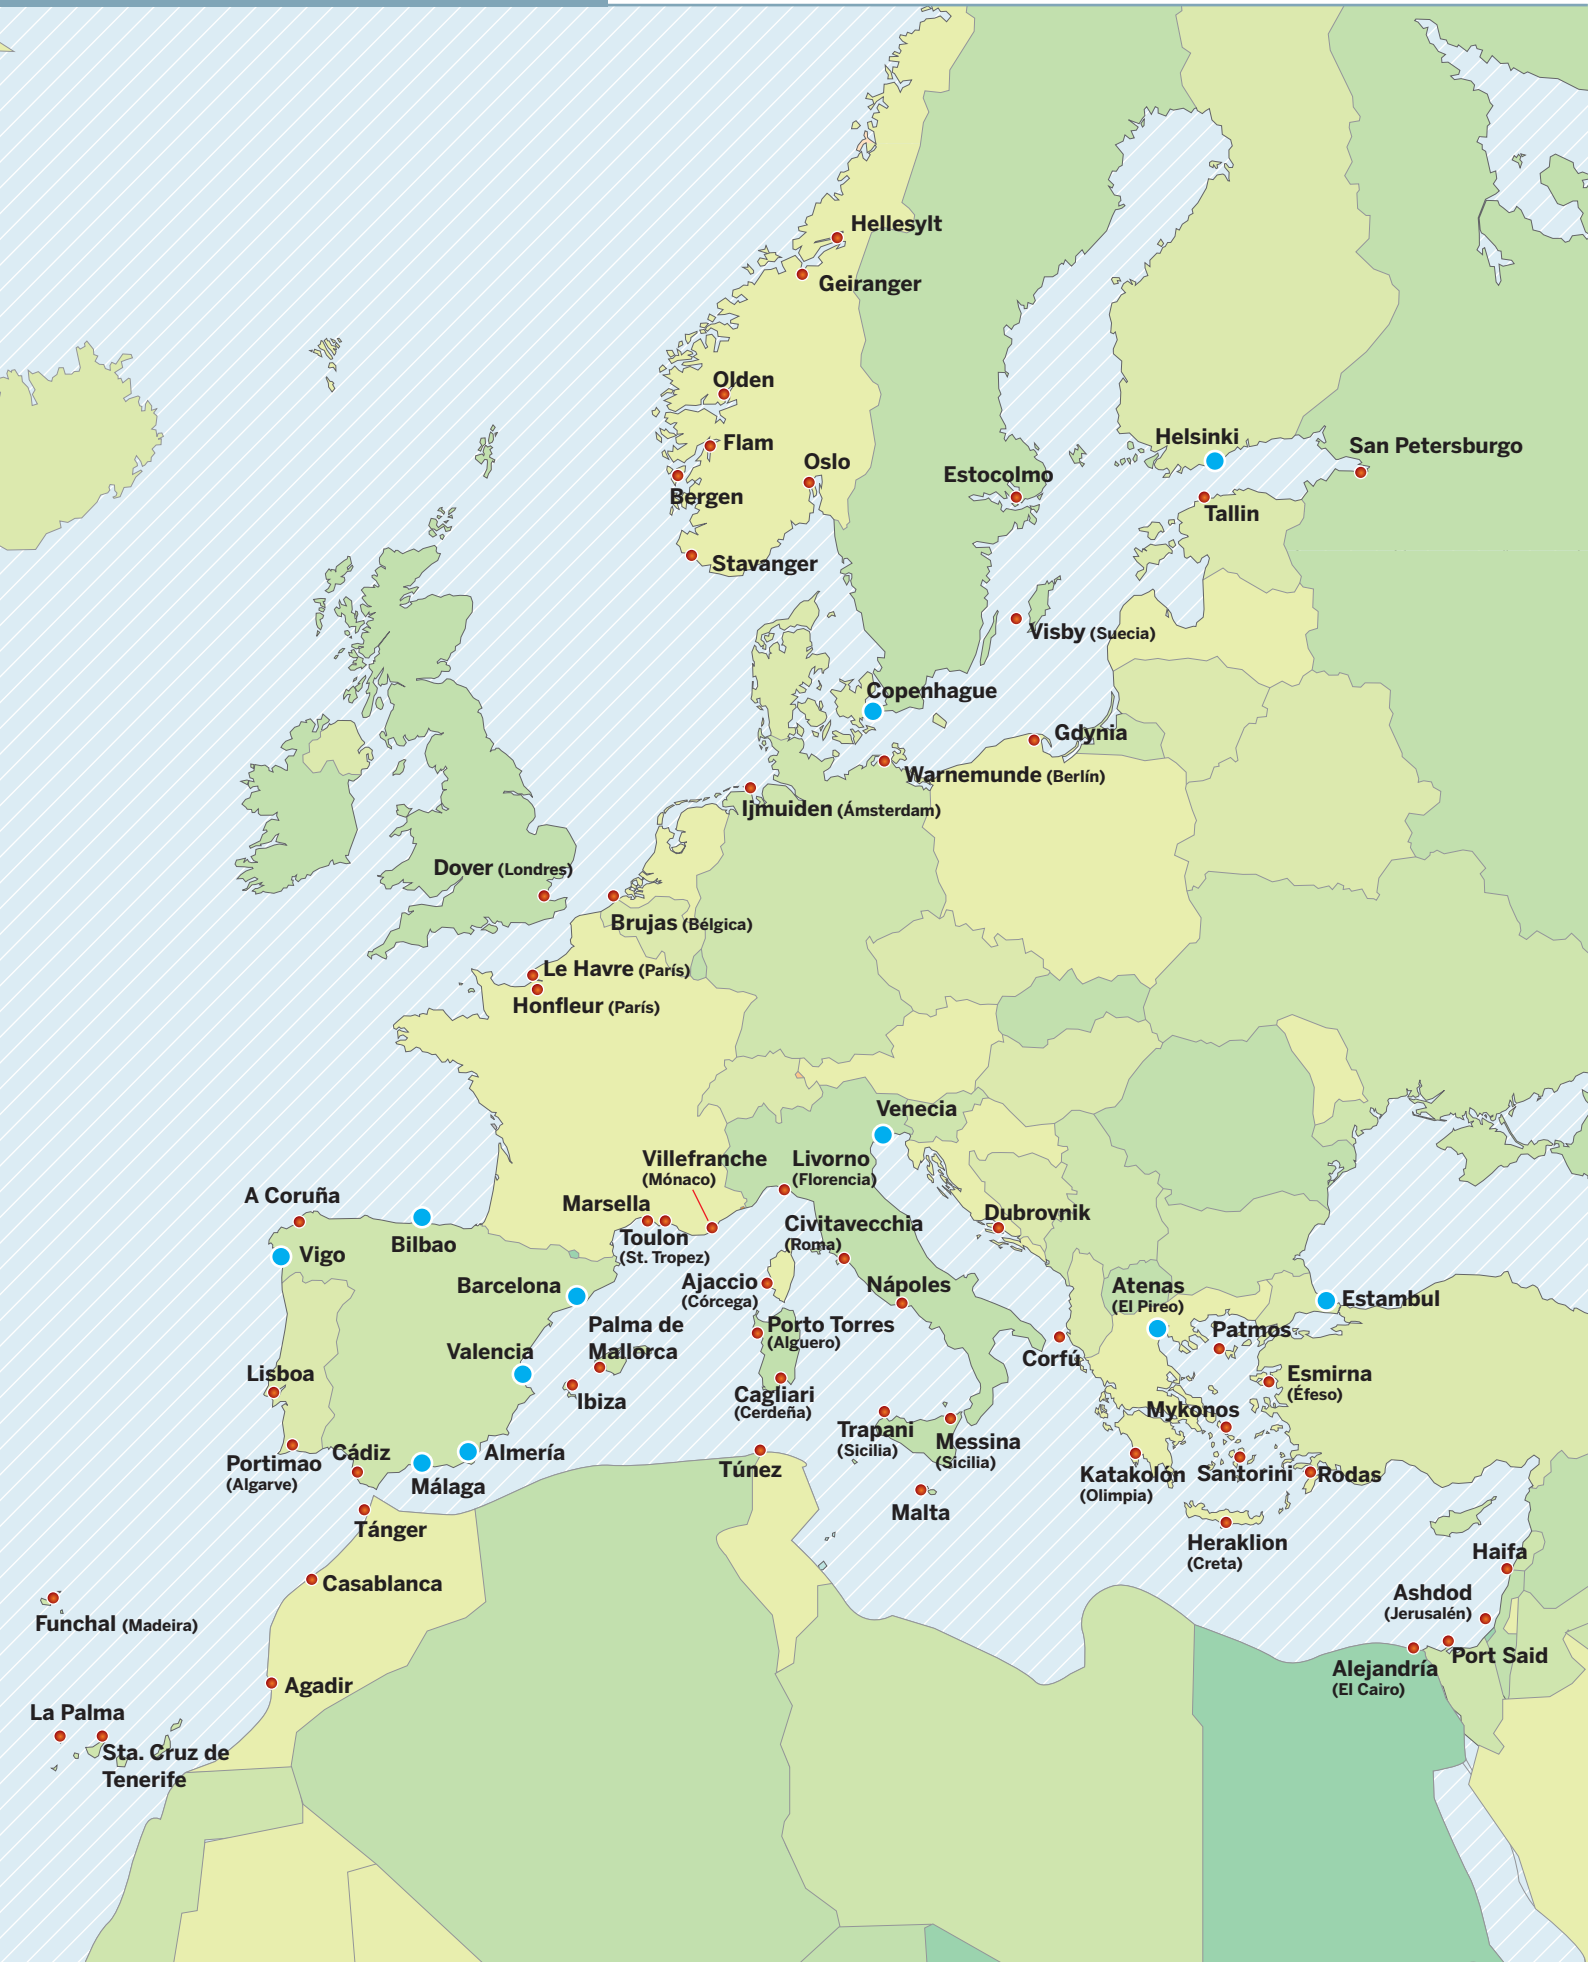 Hellesylt
Geiranger
Olden
Flam
Bergen
Oslo
Stavanger
Estocolmo
Helsinki
San Petersburgo
Tallin
Visby (Suecia)
Copenhague
Gdynia
Warnemunde (Berlín)
Ijmuiden (Ámsterdam)
Dover (Londres)
Brujas (Bélgica)
Le Havre (París)
Honfleur (París)
Venecia
Villefranche
(Mónaco)
Livorno
(Florencia)
A Coruña
Marsella
Dubrovnik
Civitavecchia
(Roma)
Toulon
(St. Tropez)
Bilbao
Vigo
Barcelona
Ajaccio
(Córcega)
Nápoles
Atenas
(El Pireo)
Estambul
Palma de
Mallorca
Porto Torres
(Alguero)
Patmos
Valencia
Corfú
Lisboa
Ibiza
Cagliari
(Cerdeña)
Esmirna
(Éfeso)
Mykonos
Trapani
(Sicilia)
Messina
(Sicilia)
Cádiz
Almería
Portimao
(Algarve)
Málaga
Túnez
Katakolón
(Olimpia)
Santorini
Rodas
Malta
Tánger
Heraklion
(Creta)
Haifa
Casablanca
Ashdod
(Jerusalén)
Funchal (Madeira)
Port Said
Alejandría
(El Cairo)
Agadir
La Palma
Sta. Cruz de
Tenerife